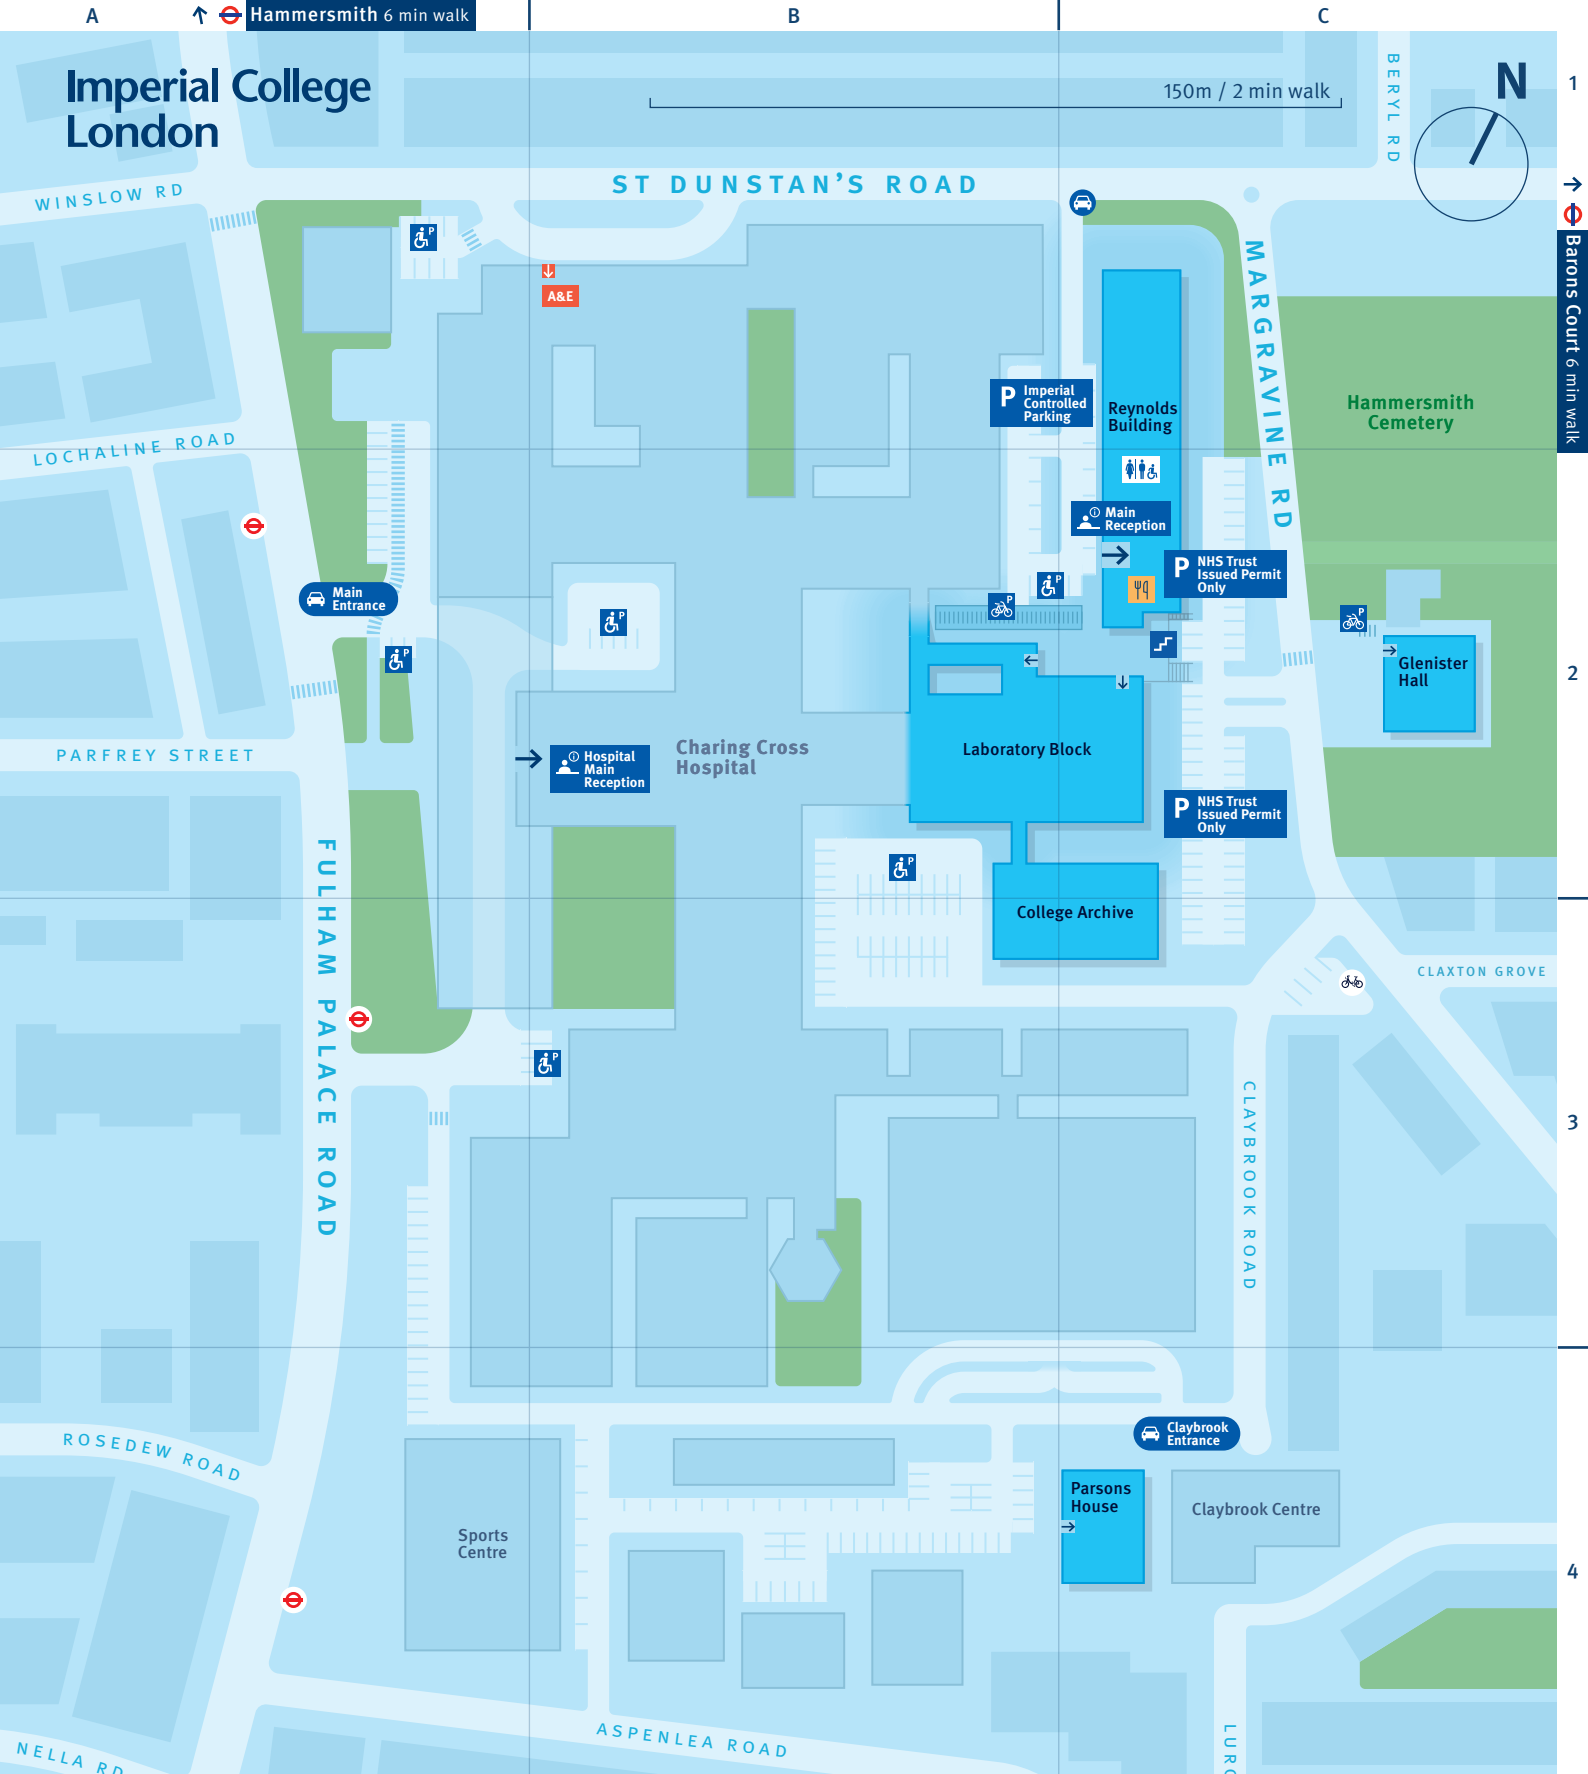 A
Hammersmith 6 min walk
B
C
Imperial College
London
150m / 2 min walk
N
1
BERYL RD
WINSLOW RD
ST DUNSTAN'S ROAD
P
A&E
MARGRAVINE RD
Barons Court 6 min walk
P Imperial
Controlled
Parking
Reynolds
Building
Hammersmith
Cemetery
LOCHALINE ROAD
Main
Reception
P NHS Trust
Issued Permit
Only
Main
Entrance
P
P
P
P
P
Glenister
Hall
2
PARFREY STREET
Hospital
Main
Reception
Charing Cross
Hospital
Laboratory Block
P NHS Trust
Issued Permit
Only
FULHAM PALACE ROAD
P
College Archive
CLAXTON GROVE
P
CLAYBROOK ROAD
3
ROSEDEW ROAD
Claybrook
Entrance
Parsons
House
Claybrook Centre
Sports
Centre
4
ASPENLEA ROAD
NELLA RD
LURG